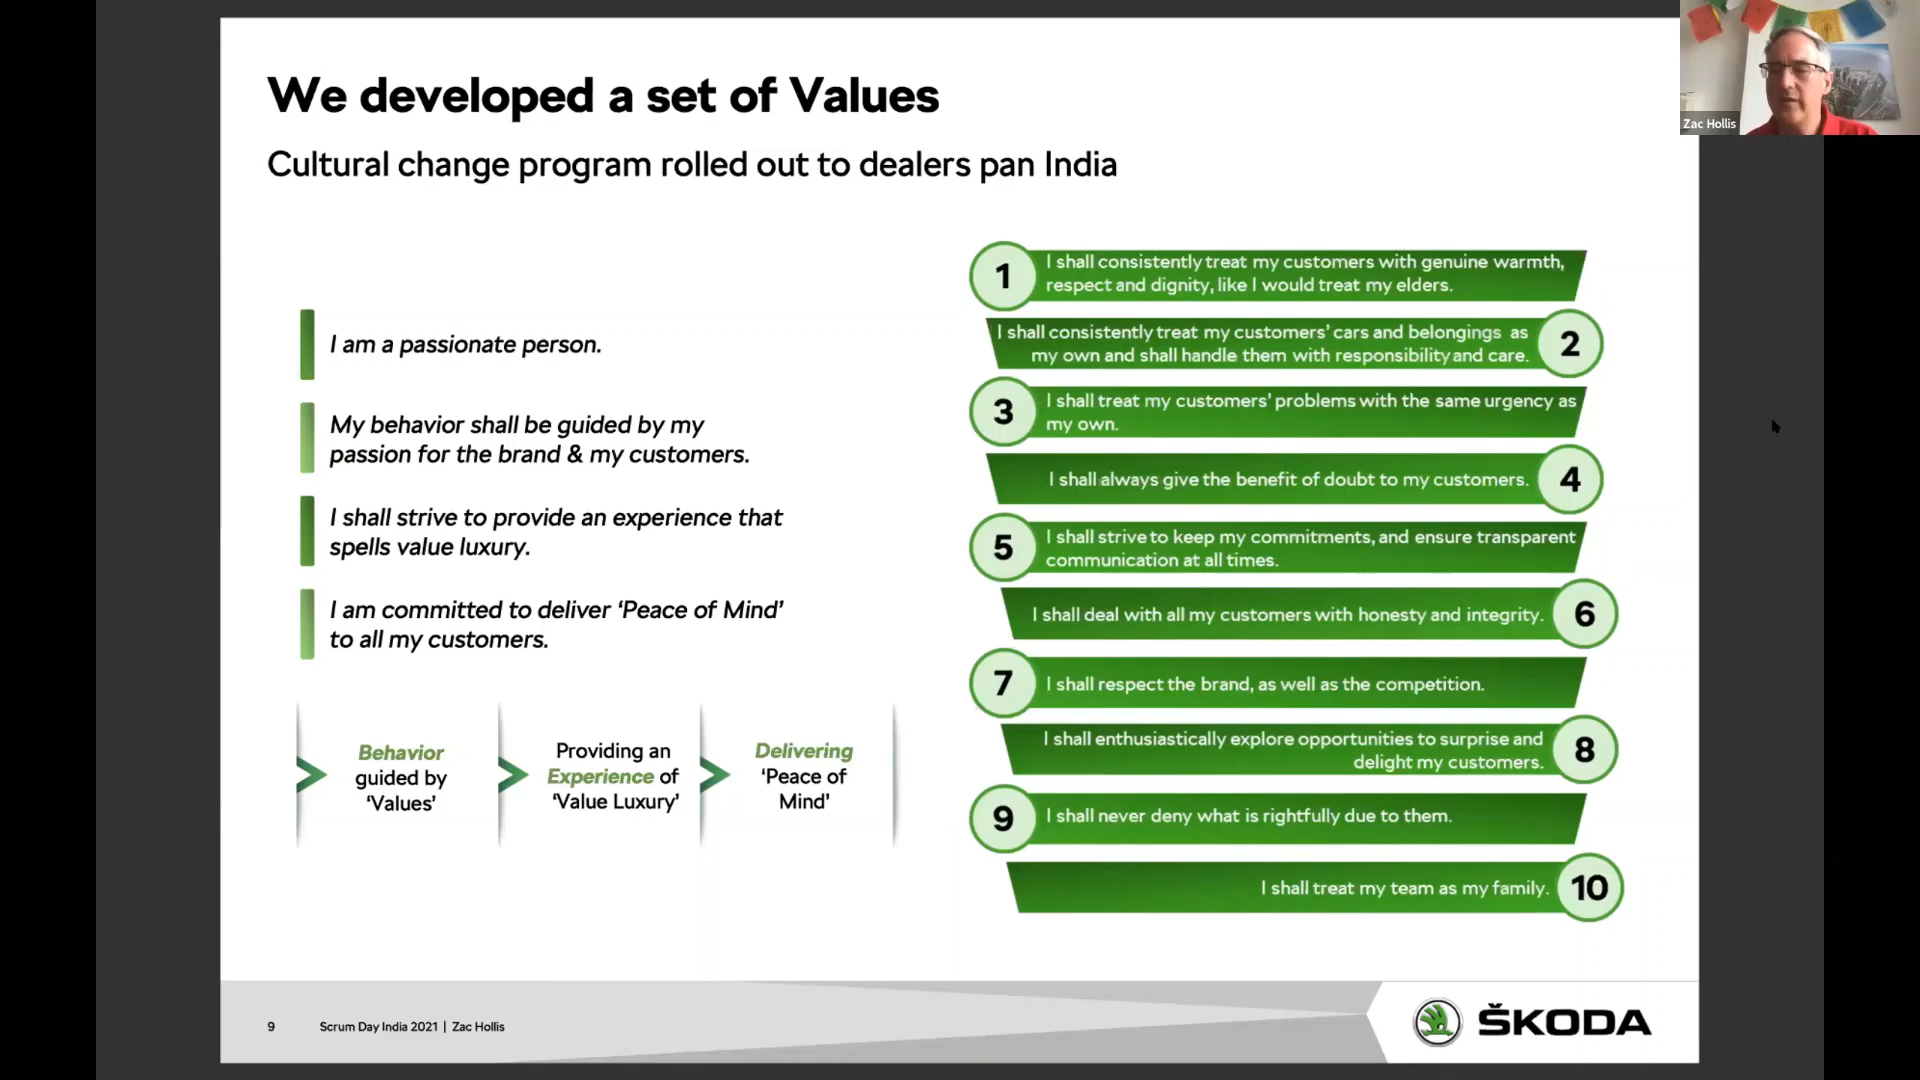 We developed a set of Values
Cultural change program rolled out to dealers pan India
I am a passionate person.
My behavior shall be guided by my
passion for the brand & my customers.
I shall strive to provide an experience that
spells value luxury.
I am committed to deliver ‘Peace of Mind’
to all my customers.
Behavior
guided by
‘Values’
Providing an
Experience of
‘Value Luxury’
Delivering
‘Peace of
Mind’
1
I shall consistently treat my customers with genuine warmth,
respect and dignity, like I would treat my elders.
I shall consistently treat my customers’ cars and belongings as
my own and shall handle them with responsibility and care.
2
3
I shall treat my customers’ problems with the same urgency as
my own.
I shall always give the benefit of doubt to my customers.
4
5
I shall strive to keep my commitments, and ensure transparent
communication at all times.
I shall deal with all my customers with honesty and integrity.
6
7
I shall respect the brand, as well as the competition.
I shall enthusiastically explore opportunities to surprise and
delight my customers.
8
9
I shall never deny what is rightfully due to them.
I shall treat my team as my family.
10
9
Scrum Day India 2021 | Zac Hollis
ŠKODA
Zac Hollis